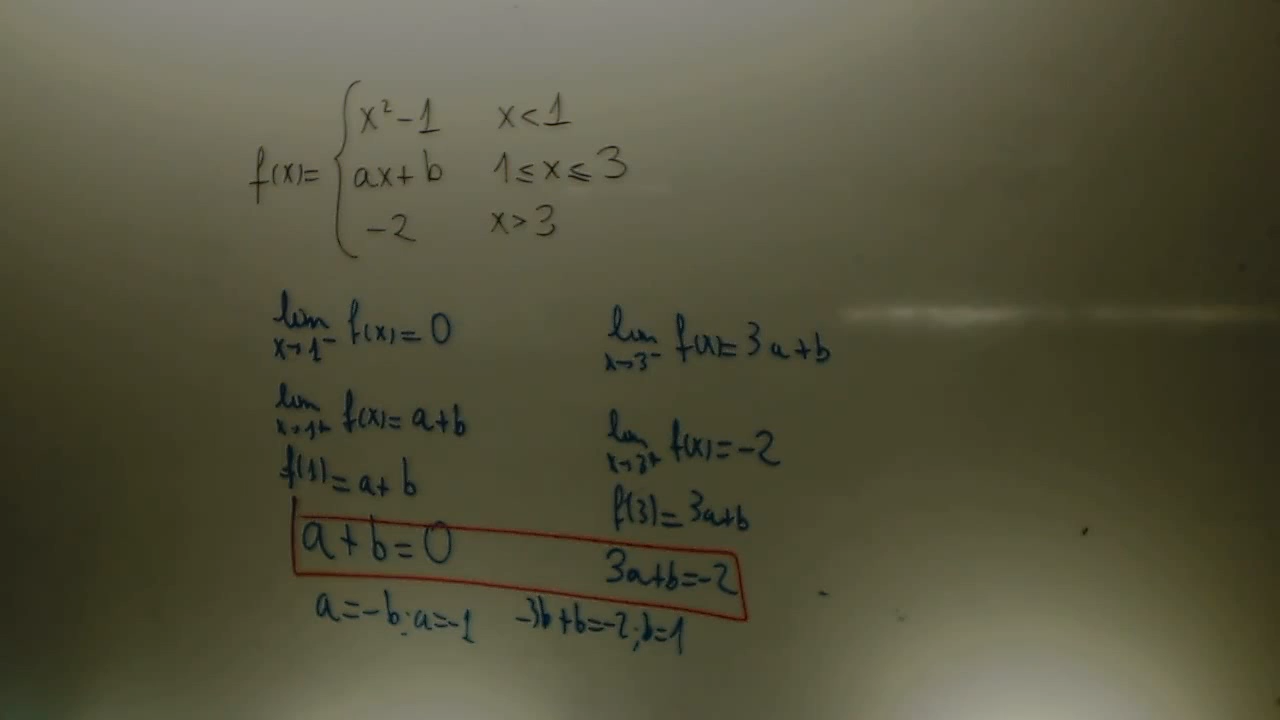 f(x)= { x²-1 x<1
ax+b 1≤x≤3
-2 x>3
lim x→1⁻ f(x)=0
lim x→1⁺ f(x)=a+b
f(1)=a+b
a+b=0
a=-b; a=-1
lim x→3⁻ f(x)=3a+b
lim x→3⁺ f(x)=-2
f(3)=3a+b
3a+b=-2
-3b+b=-2; b=1